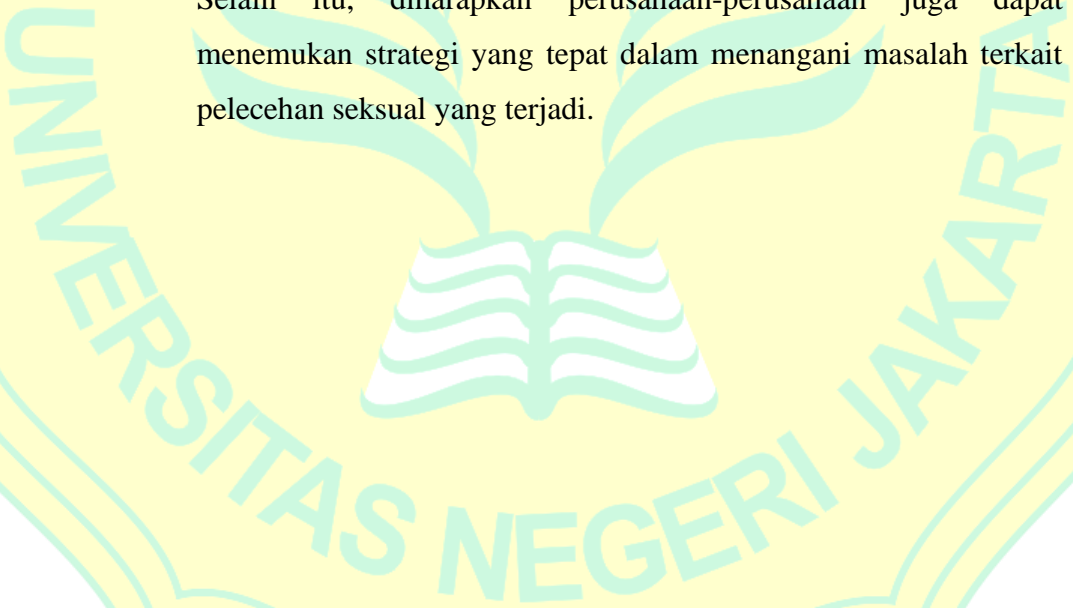 Selain itu, diharapkan perusahaan-perusahaan juga dapat
menemukan strategi yang tepat dalam menangani masalah terkait
pelecehan seksual yang terjadi.
UNIVERSITAS NEGERI JAKARTA